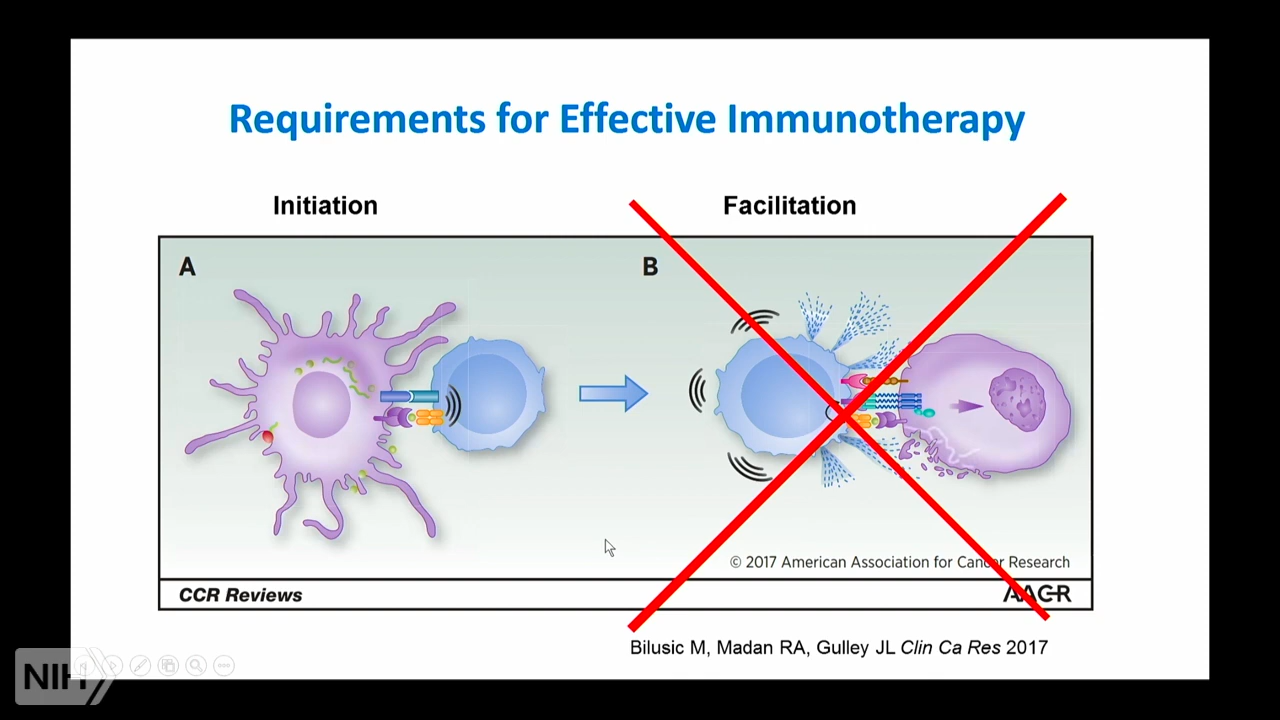 Requirements for Effective Immunotherapy
Initiation
Facilitation
A
B
© 2017 American Association for Cancer Research
CCR Reviews
AACR
Bilusic M, Madan RA, Gulley JL Clin Ca Res 2017
NIH